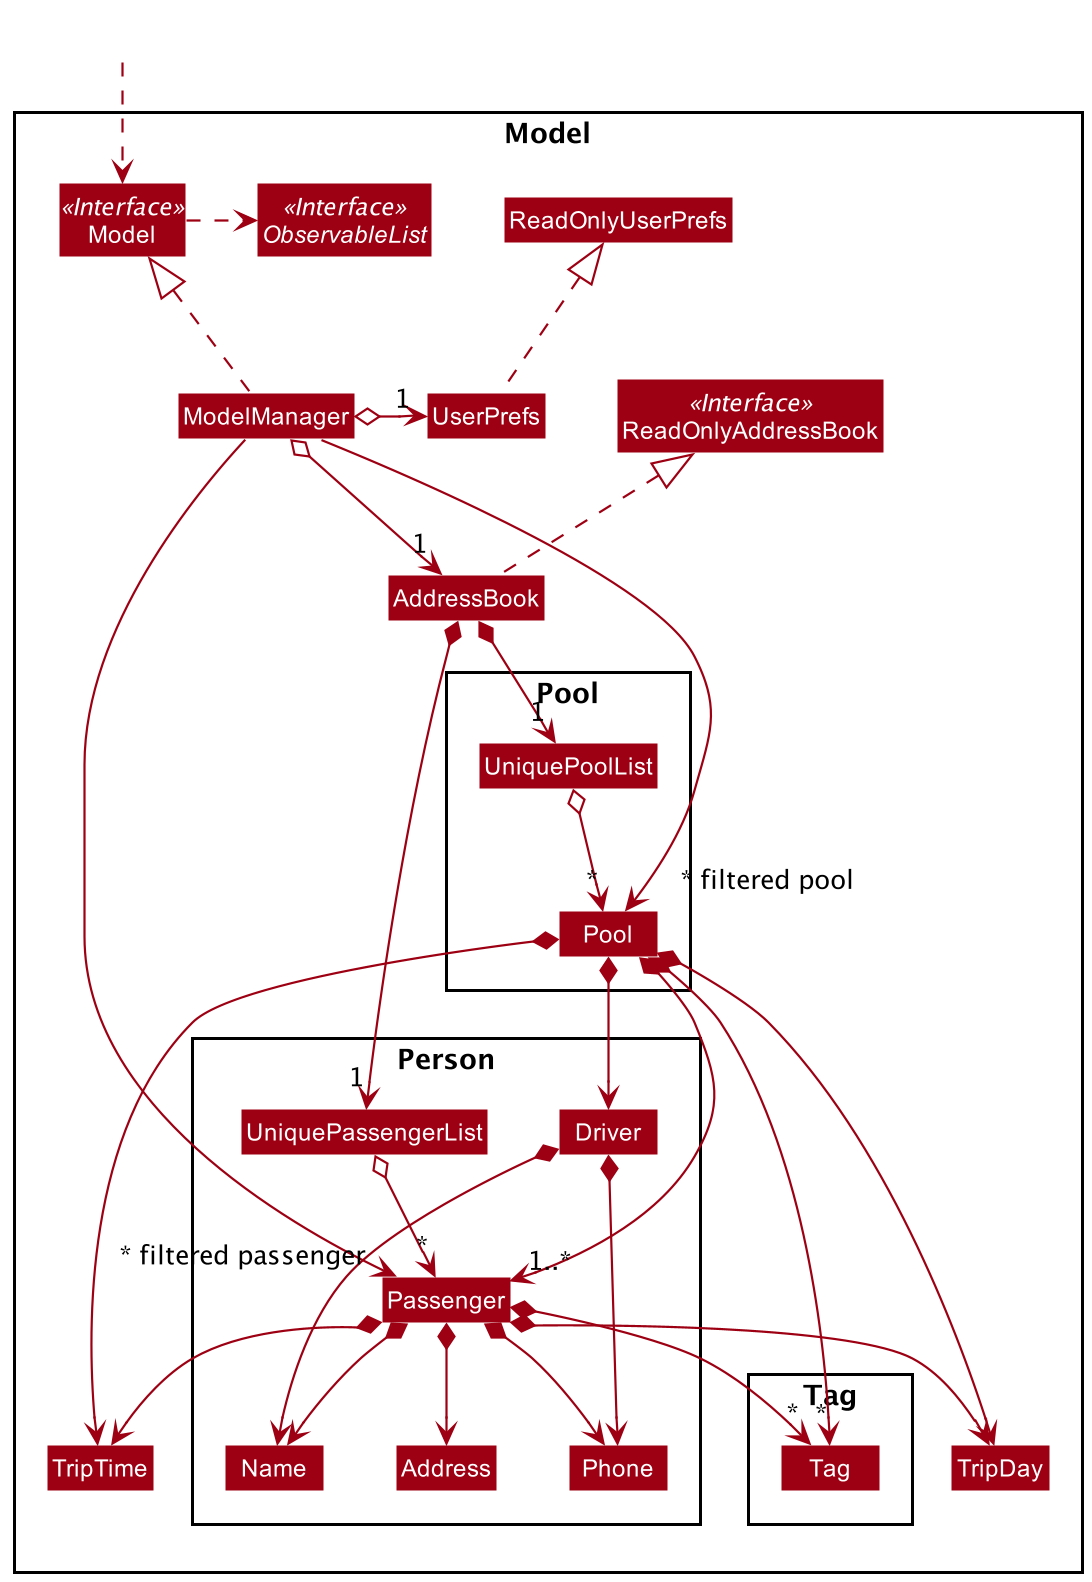 Model
«Interface»
Model
«Interface»
ObservableList
ReadOnlyUserPrefs
ModelManager
1
UserPrefs
«Interface»
ReadOnlyAddressBook
1
AddressBook
Pool
1
UniquePoolList
*
* filtered pool
Pool
Person
1
UniquePassengerList
Driver
* filtered passenger
*
1..*
Passenger
Tag
*
*
TripTime
Name
Address
Phone
Tag
TripDay